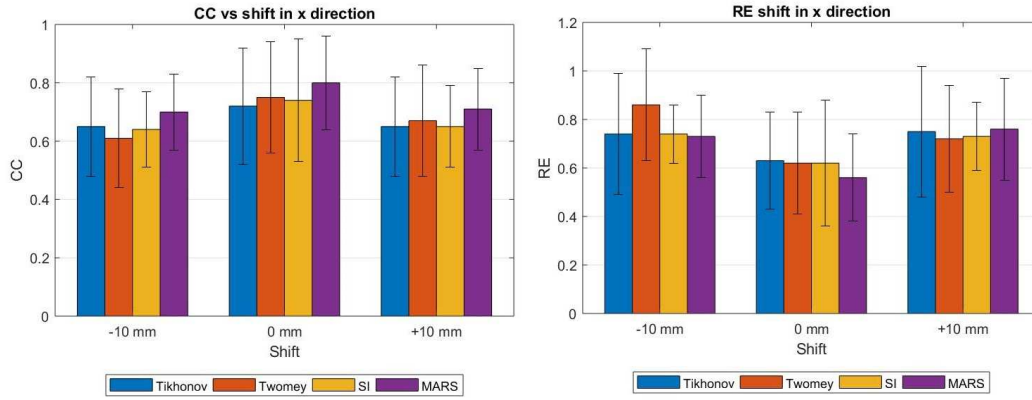 CC vs shift in x direction
1
0.8
0.6
0.4
0.2
0
CC
-10 mm
0 mm
+10 mm
Shift
Tikhonov
Twomey
SI
MARS
RE shift in x direction
1.2
1
0.8
0.6
0.4
0.2
0
RE
-10 mm
0 mm
+10 mm
Shift
Tikhonov
Twomey
SI
MARS